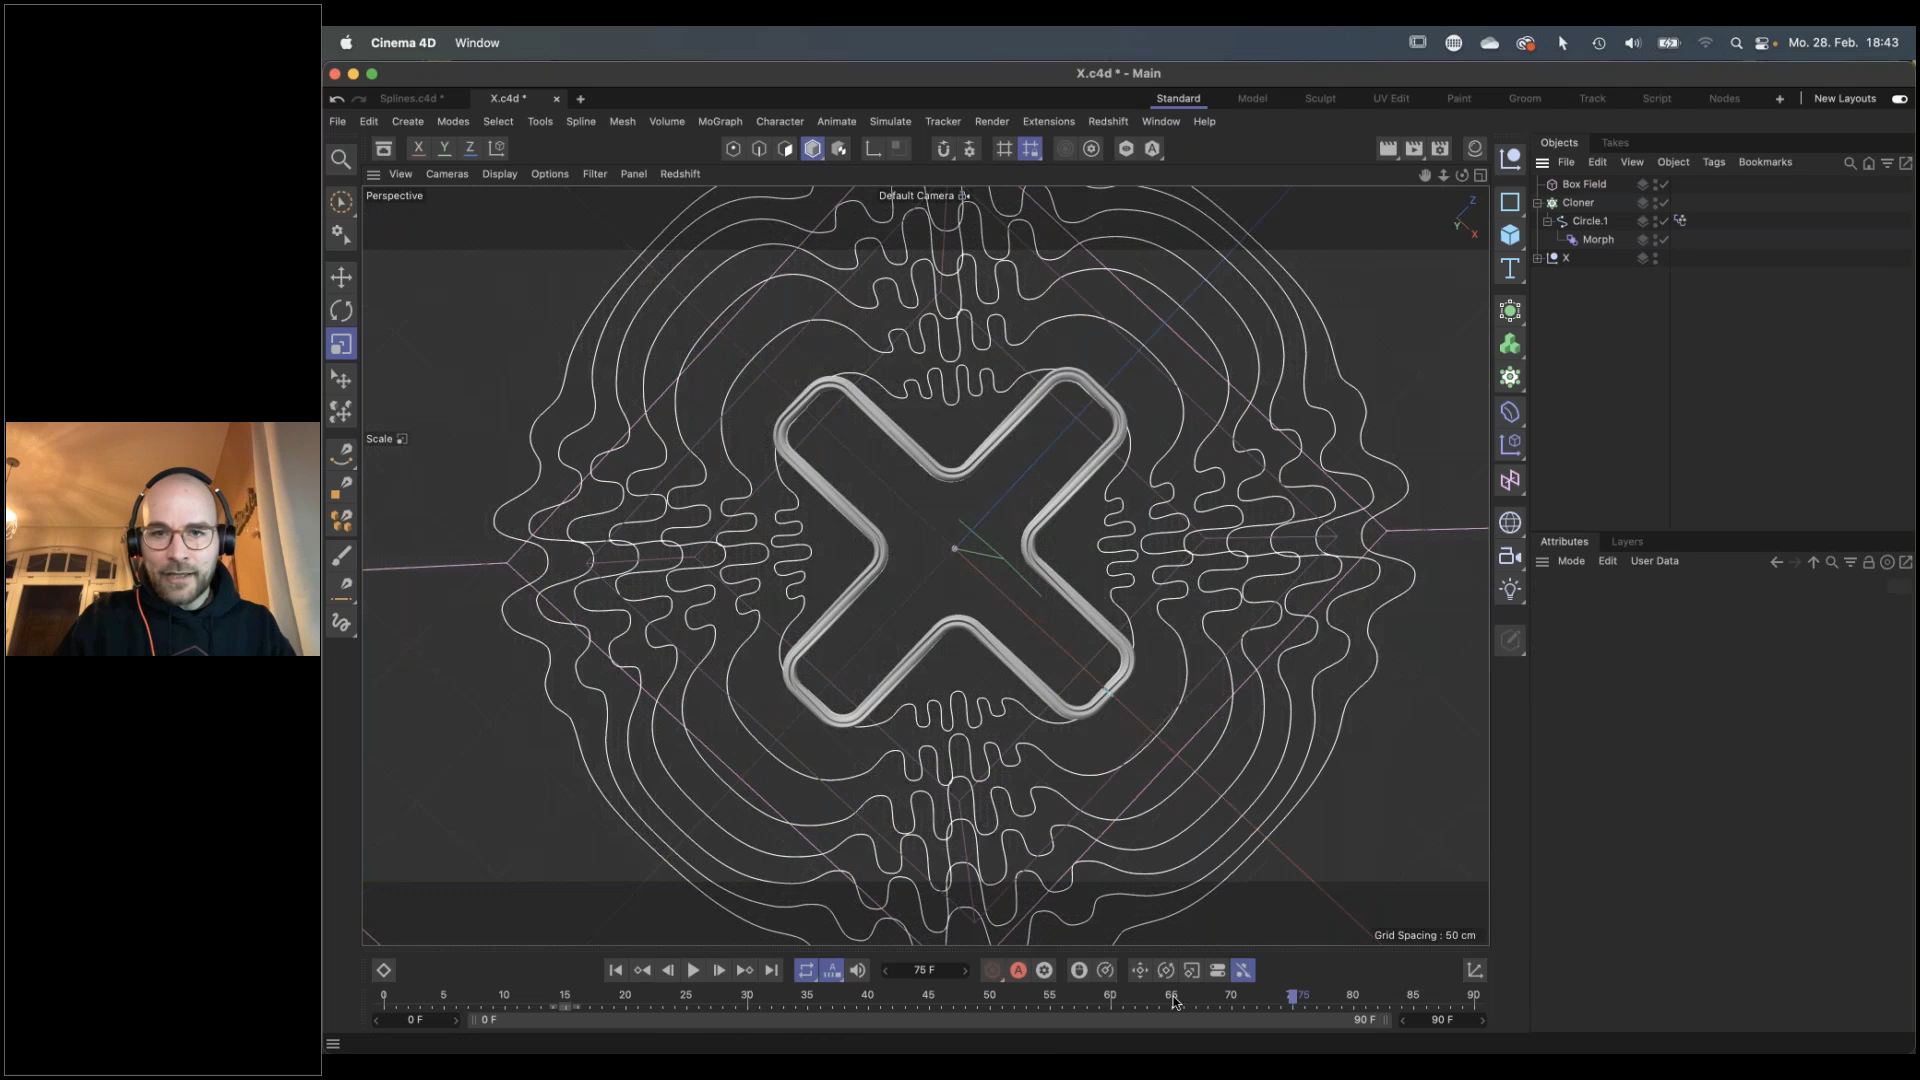 Cinema 4D Window
Mo. 28. Feb. 18:43
X.c4d * - Main
Splines.c4d *
X.c4d *
Standard Model Sculpt UV Edit Paint Groom Track Script Nodes
New Layouts
File Edit Create Modes Select Tools Spline Mesh Volume MoGraph Character Animate Simulate Tracker Render Extensions Redshift Window Help
X Y Z
View Cameras Display Options Filter Panel Redshift
Perspective
Default Camera
Z
Y
X
Scale
Grid Spacing : 50 cm
Objects Takes
File Edit View Object Tags Bookmarks
Box Field
Cloner
Circle.1
Morph
X
Attributes Layers
Mode Edit User Data
75 F
0 5 10 15 20 25 30 35 40 45 50 55 60 65 70 75 80 85 90
0 F
0 F
90 F
90 F